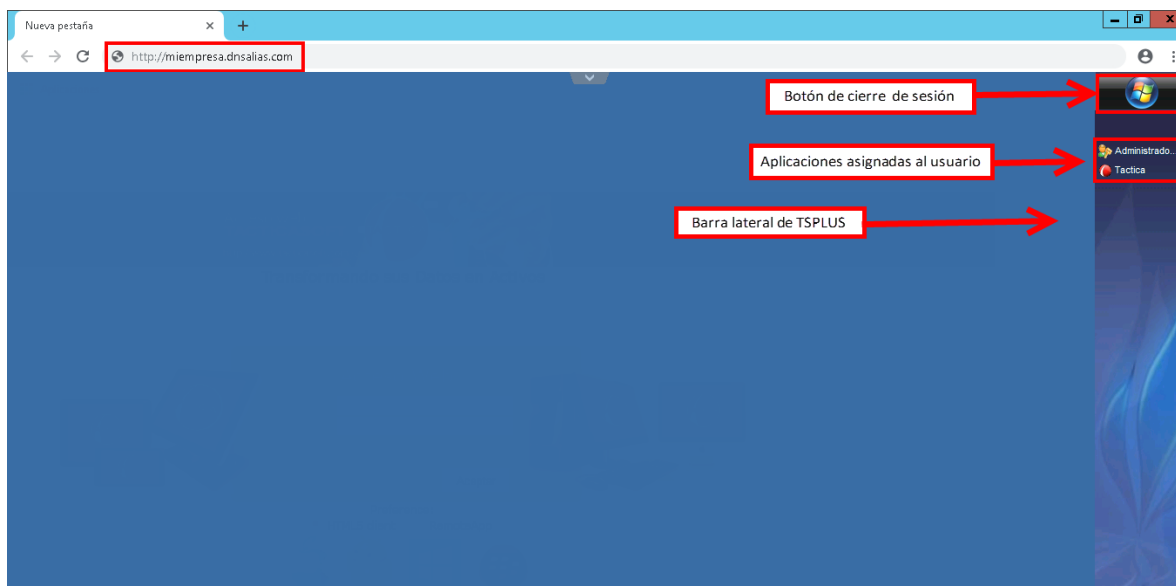 Nueva pestaña
http://miempresa.dnsalias.com
Botón de cierre de sesión
Aplicaciones asignadas al usuario
Administrado...
Tactica
Barra lateral de TSPLUS